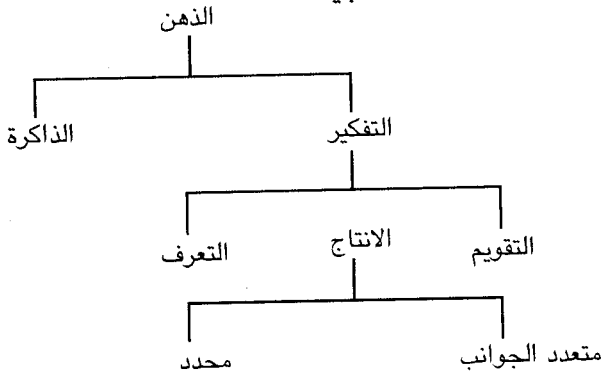 الذهن
التفكير
الذاكرة
التقويم
الانتاج
التعرف
متعدد الجوانب
محدد